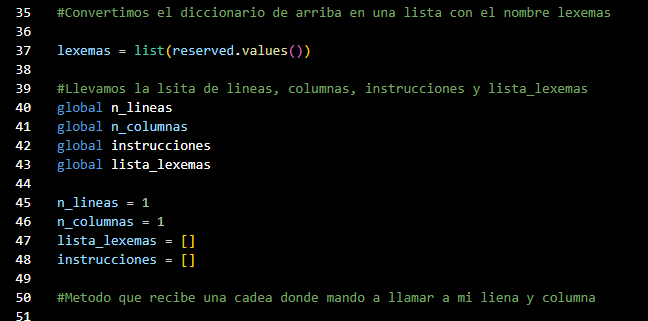 35 #Convertimos el diccionario de arriba en una lista con el nombre lexemas
36
37 lexemas = list(reserved.values())
38
39 #Llevamos la lsita de lineas, columnas, instrucciones y lista_lexemas
40 global n_lineas
41 global n_columnas
42 global instrucciones
43 global lista_lexemas
44
45 n_lineas = 1
46 n_columnas = 1
47 lista_lexemas = []
48 instrucciones = []
49
50 #Metodo que recibe una cadea donde mando a llamar a mi liena y columna
51